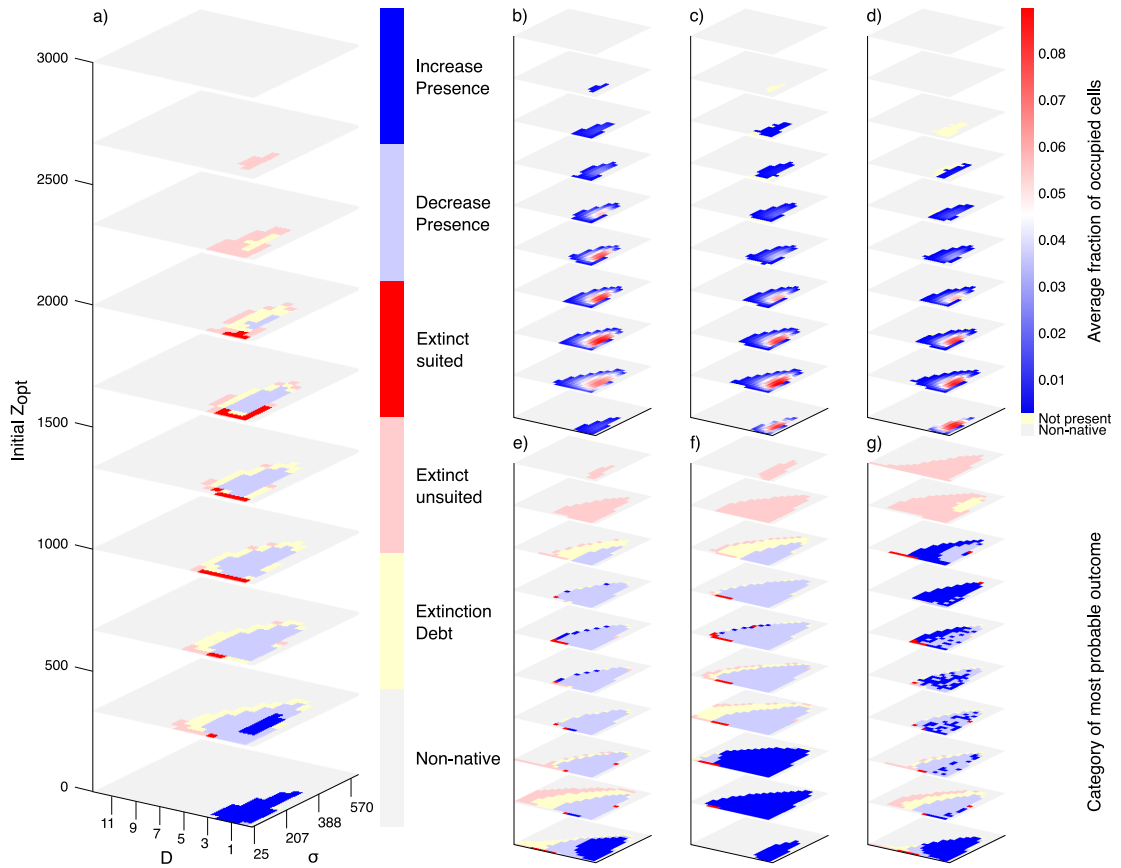 a)
3000
2500
2000
1500
1000
500
0
Initial Z_opt
11
9
7
5
3
1
D
25
207
388
570
σ
Increase
Presence
Decrease
Presence
Extinct
suited
Extinct
unsuited
Extinction
Debt
Non-native
b)
c)
d)
0.08
0.07
0.06
0.05
0.04
0.03
0.02
0.01
Not present
Non-native
Average fraction of occupied cells
e)
f)
g)
Category of most probable outcome